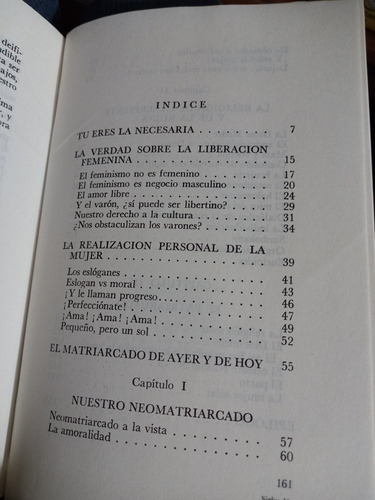 INDICE
TU ERES LA NECESARIA . . . . . . . . . . . . . . 7
LA VERDAD SOBRE LA LIBERACION
FEMENINA . . . . . . . . . . . . . . . . . . . . 15
El feminismo no es femenino . . . . . . . . . . 17
El feminismo es negocio masculino . . . . . . . 20
El amor libre . . . . . . . . . . . . . . . . . 24
Y el varón, ¿sí puede ser libertino? . . . . . . 29
Nuestro derecho a la cultura . . . . . . . . . . 31
¿Nos obstaculizan los varones? . . . . . . . . . 34
LA REALIZACION PERSONAL DE LA
MUJER . . . . . . . . . . . . . . . . . . . . . 39
Los eslóganes . . . . . . . . . . . . . . . . . 41
Eslogan vs moral . . . . . . . . . . . . . . . . 43
¡Y le llaman progreso . . . . . . . . . . . . . 46
¡Perfecciónate! . . . . . . . . . . . . . . . . 47
¡Ama! ¡Ama! ¡Ama! . . . . . . . . . . . . . . . 49
Pequeño, pero un sol . . . . . . . . . . . . . . 52
EL MATRIARCADO DE AYER Y DE HOY . 55
Capítulo I
NUESTRO NEOMATRIARCADO
Neomatriarcado a la vista . . . . . . . . . . . 57
La amoralidad . . . . . . . . . . . . . . . . . 60
161